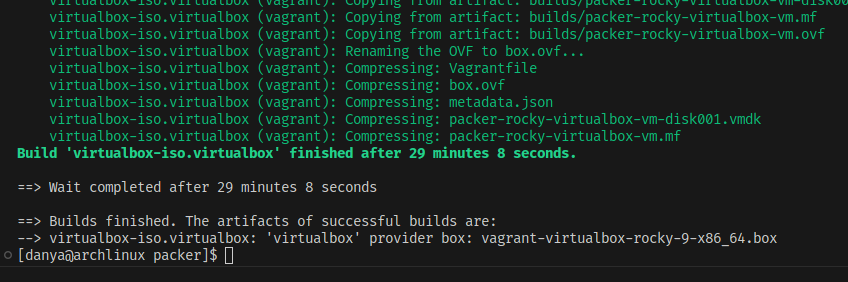 virtualbox-iso.virtualbox (vagrant): Copying from artifact: builds/packer-rocky-virtualbox-vm-disk00
virtualbox-iso.virtualbox (vagrant): Copying from artifact: builds/packer-rocky-virtualbox-vm.mf
virtualbox-iso.virtualbox (vagrant): Copying from artifact: builds/packer-rocky-virtualbox-vm.ovf
virtualbox-iso.virtualbox (vagrant): Renaming the OVF to box.ovf...
virtualbox-iso.virtualbox (vagrant): Compressing: Vagrantfile
virtualbox-iso.virtualbox (vagrant): Compressing: box.ovf
virtualbox-iso.virtualbox (vagrant): Compressing: metadata.json
virtualbox-iso.virtualbox (vagrant): Compressing: packer-rocky-virtualbox-vm-disk001.vmdk
virtualbox-iso.virtualbox (vagrant): Compressing: packer-rocky-virtualbox-vm.mf
Build 'virtualbox-iso.virtualbox' finished after 29 minutes 8 seconds.
==> Wait completed after 29 minutes 8 seconds
==> Builds finished. The artifacts of successful builds are:
--> virtualbox-iso.virtualbox: 'virtualbox' provider box: vagrant-virtualbox-rocky-9-x86_64.box
[danya@archlinux packer]$